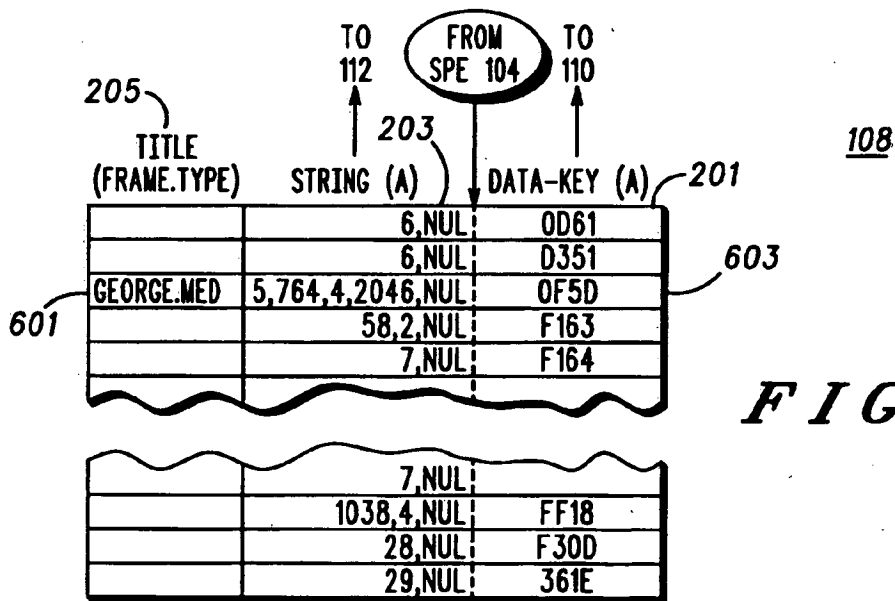 TO
112
FROM
SPE 104
TO
110
205
203
108
TITLE
(FRAME.TYPE)
STRING (A)
DATA-KEY (A)
201
6,NUL 0D61
6,NUL D351
601 GEORGE.MED 5,764,4,2046,NUL 0F5D 603
58,2,NUL F163
7,NUL F164
FIG
7,NUL
1038,4,NUL FF18
28,NUL F30D
29,NUL 361E